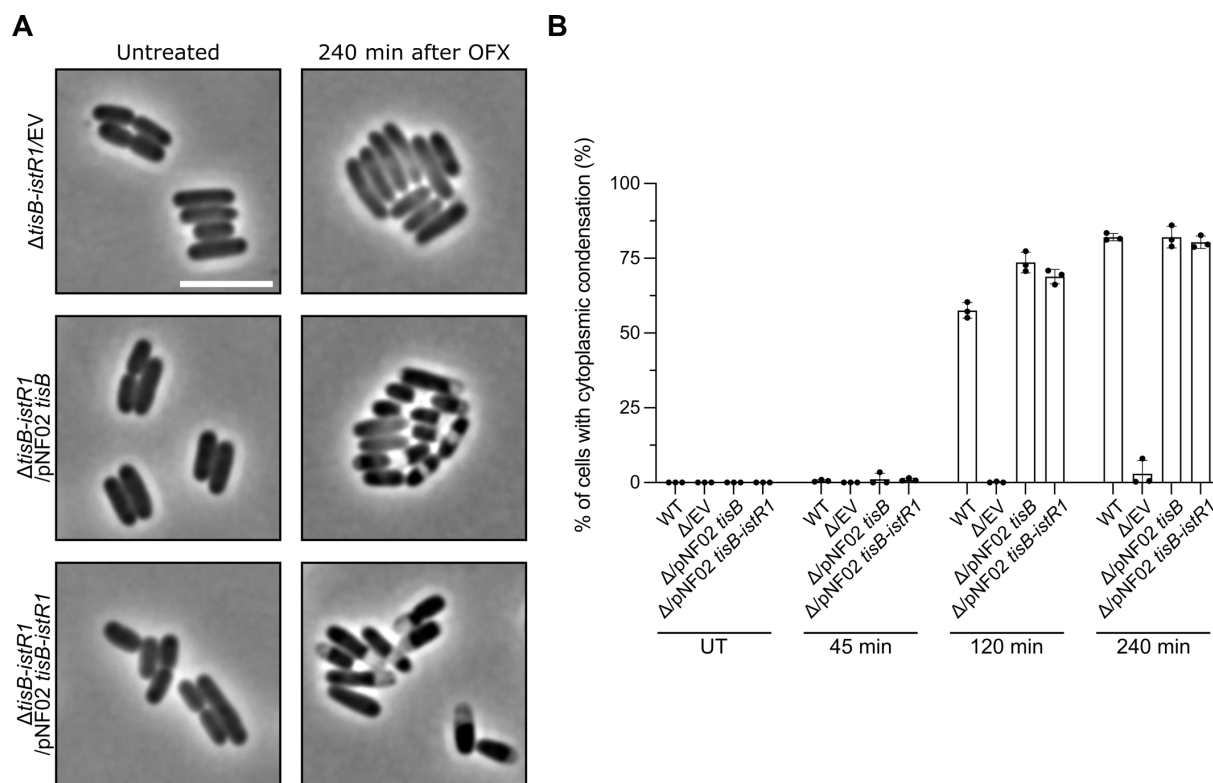 A
Untreated
240 min after OFX
ΔtisB-istR1/EV
ΔtisB-istR1
/pNF02 tisB
ΔtisB-istR1
/pNF02 tisB-istR1
B
% of cells with cytoplasmic condensation (%)
100
75
50
25
0
WT
Δ/EV
Δ/pNF02 tisB
Δ/pNF02 tisB-istR1
WT
Δ/EV
Δ/pNF02 tisB
Δ/pNF02 tisB-istR1
WT
Δ/EV
Δ/pNF02 tisB
Δ/pNF02 tisB-istR1
WT
Δ/EV
Δ/pNF02 tisB
Δ/pNF02 tisB-istR1
UT
45 min
120 min
240 min